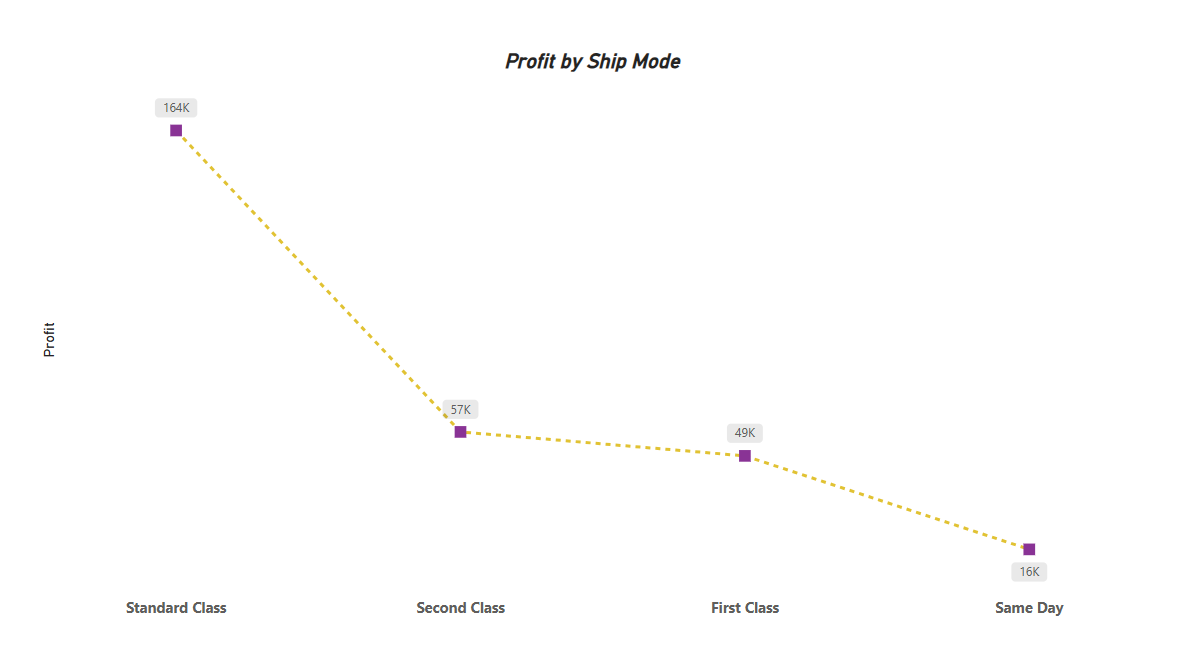 Profit by Ship Mode
164K
57K
49K
16K
Profit
Standard Class
Second Class
First Class
Same Day